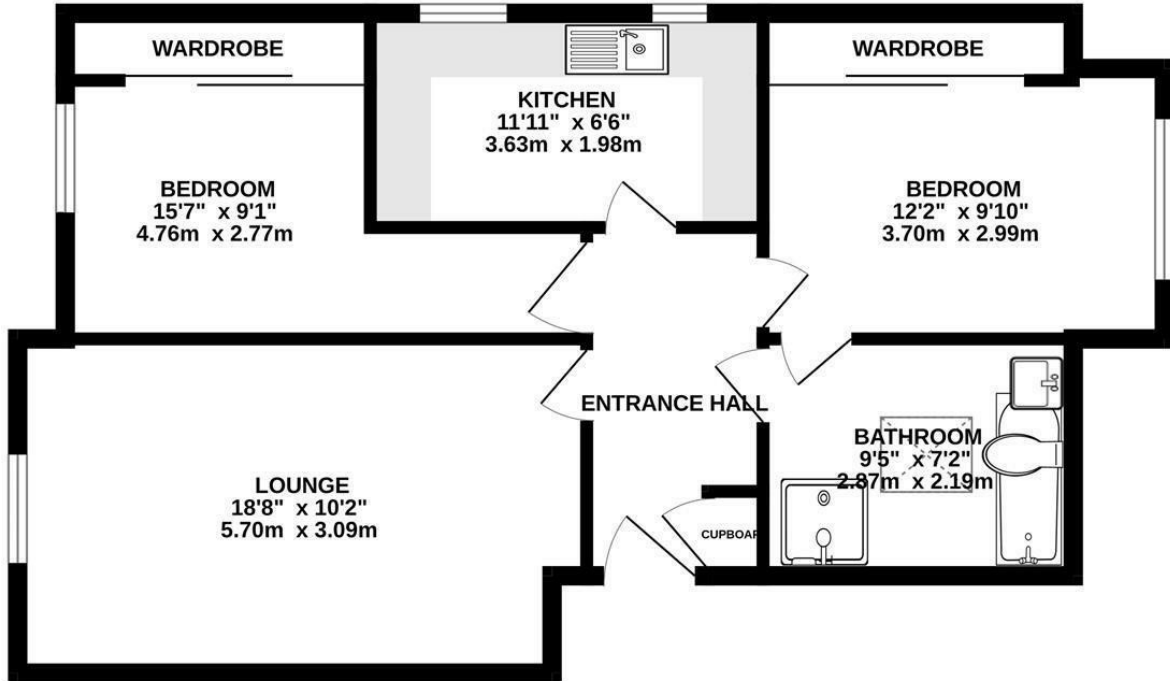 WARDROBE
WARDROBE
KITCHEN
11'11" x 6'6"
3.63m x 1.98m
BEDROOM
15'7" x 9'1"
4.76m x 2.77m
BEDROOM
12'2" x 9'10"
3.70m x 2.99m
ENTRANCE HALL
BATHROOM
9'5" x 7'2"
2.87m x 2.19m
LOUNGE
18'8" x 10'2"
5.70m x 3.09m
CUPBOAR